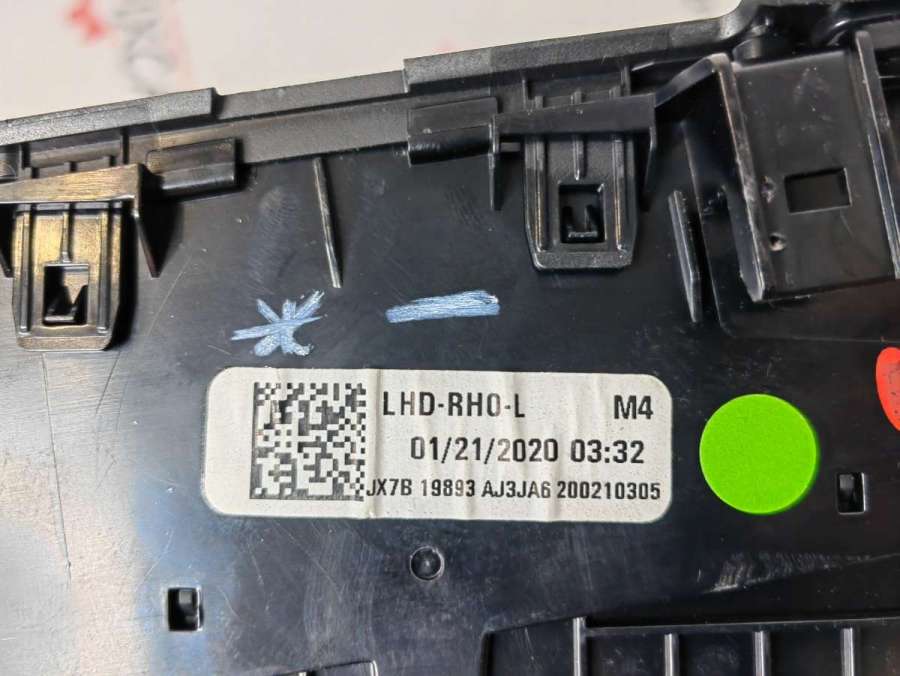 LHD-RHO-L M4
01/21/2020 03:32
JX7B 19893 AJ3JA6 200210305